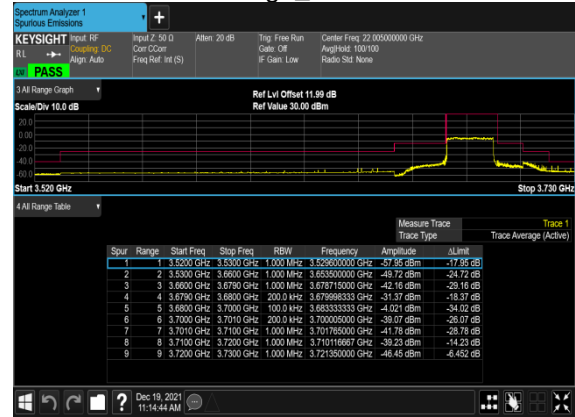 Spectrum Analyzer 1
Spurious Emissions
+
KEYSIGHT Input: RF Input Z: 50 Ω Atten: 20 dB Trig: Free Run Center Freq: 22.005000000 GHz
RL Coupling: DC Corr CCorr Gate: Off Avg|Hold: 100/100
Align: Auto Freq Ref: Int (S) IF Gain: Low Radio Std: None
PASS
3 All Range Graph
Ref Lvl Offset 11.99 dB
Scale/Div 10.0 dB Ref Value 30.00 dBm
20.0
0.00
-20.0
-40.0
-60.0
Start 3.520 GHz Stop 3.730 GHz
4 All Range Table
Measure Trace Trace 1
Trace Type Trace Average (Active)
Spur Range Start Freq Stop Freq RBW Frequency Amplitude ΔLimit
1 1 3.5200 GHz 3.5300 GHz 1.000 MHz 3.529600000 GHz -57.95 dBm -17.95 dB
2 2 3.5300 GHz 3.6600 GHz 1.000 MHz 3.653500000 GHz -49.72 dBm -24.72 dB
3 3 3.6600 GHz 3.6790 GHz 1.000 MHz 3.678715000 GHz -42.16 dBm -29.16 dB
4 4 3.6790 GHz 3.6800 GHz 200.0 kHz 3.679998333 GHz -31.37 dBm -18.37 dB
5 5 3.6800 GHz 3.7000 GHz 100.0 kHz 3.683333333 GHz -4.021 dBm -34.02 dB
6 6 3.7000 GHz 3.7010 GHz 200.0 kHz 3.700005000 GHz -39.07 dBm -26.07 dB
7 7 3.7010 GHz 3.7100 GHz 1.000 MHz 3.701765000 GHz -41.78 dBm -28.78 dB
8 8 3.7100 GHz 3.7200 GHz 1.000 MHz 3.710116667 GHz -39.23 dBm -14.23 dB
9 9 3.7200 GHz 3.7300 GHz 1.000 MHz 3.721350000 GHz -46.45 dBm -6.452 dB
? Dec 19, 2021
11:14:44 AM